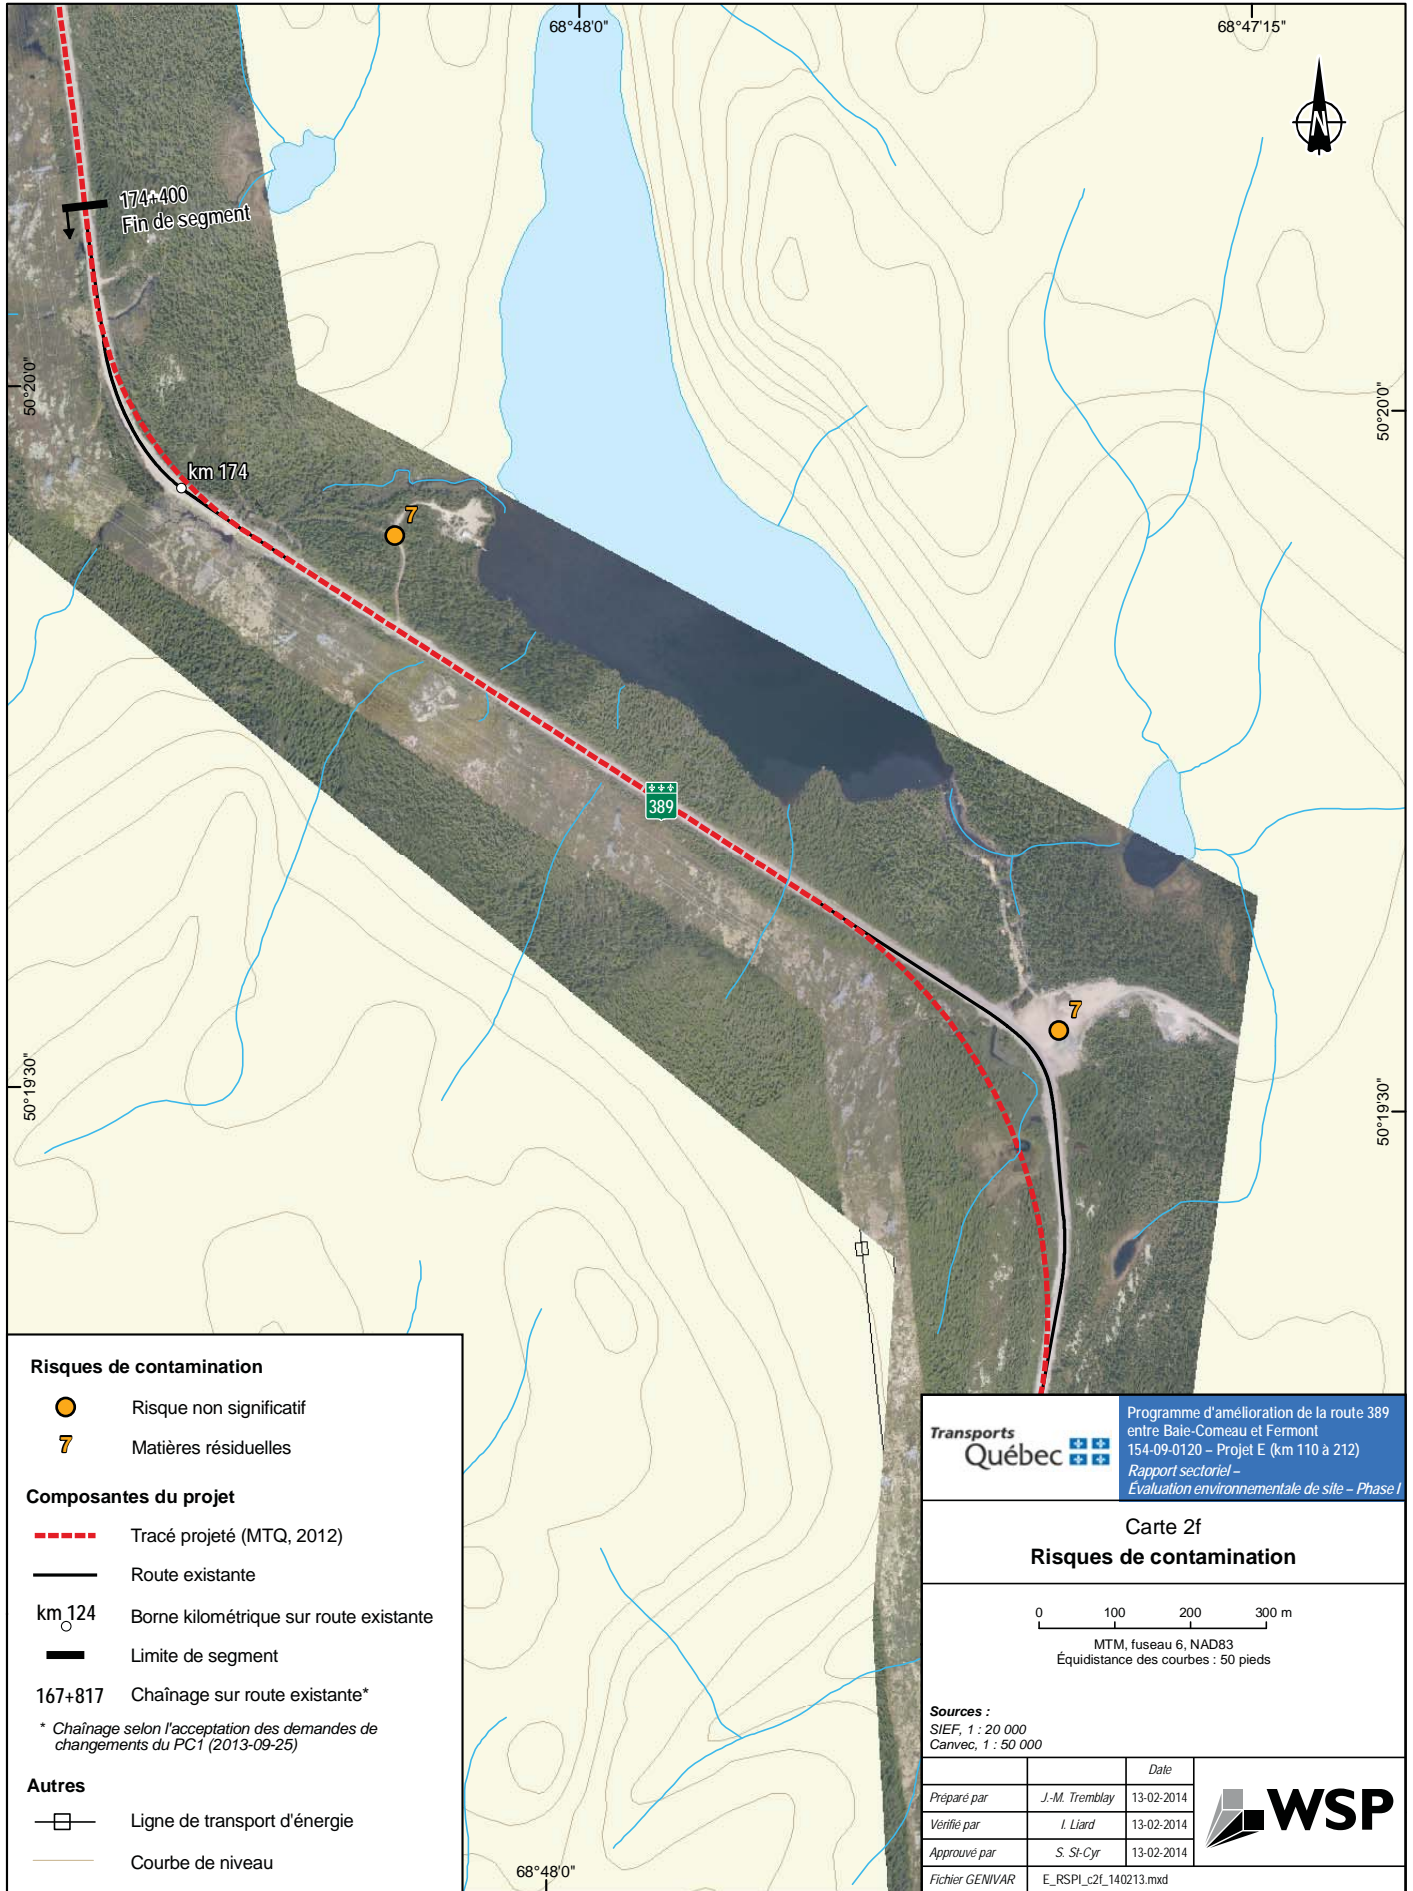 68°48'0"
68°47'15"
N
174+400
Fin de segment
50°20'0"
50°20'0"
km 174
7
389
7
50°19'30"
50°19'30"
Risques de contamination
Risque non significatif
7 Matières résiduelles
Composantes du projet
Tracé projeté (MTQ, 2012)
Route existante
km 124 Borne kilométrique sur route existante
Limite de segment
167+817 Chaînage sur route existante*
* Chaînage selon l'acceptation des demandes de
changements du PC1 (2013-09-25)
Autres
Ligne de transport d'énergie
Courbe de niveau
68°48'0"
Transports
Québec
Programme d'amélioration de la route 389
entre Baie-Comeau et Fermont
154-09-0120 – Projet E (km 110 à 212)
Rapport sectoriel –
Évaluation environnementale de site – Phase I
Carte 2f
Risques de contamination
0 100 200 300 m
MTM, fuseau 6, NAD83
Équidistance des courbes : 50 pieds
Sources :
SIEF, 1 : 20 000
Canvec, 1 : 50 000
Date
Préparé par J.-M. Tremblay 13-02-2014
Vérifié par I. Liard 13-02-2014
Approuvé par S. St-Cyr 13-02-2014
Fichier GENIVAR E_RSPI_c2f_140213.mxd
WSP